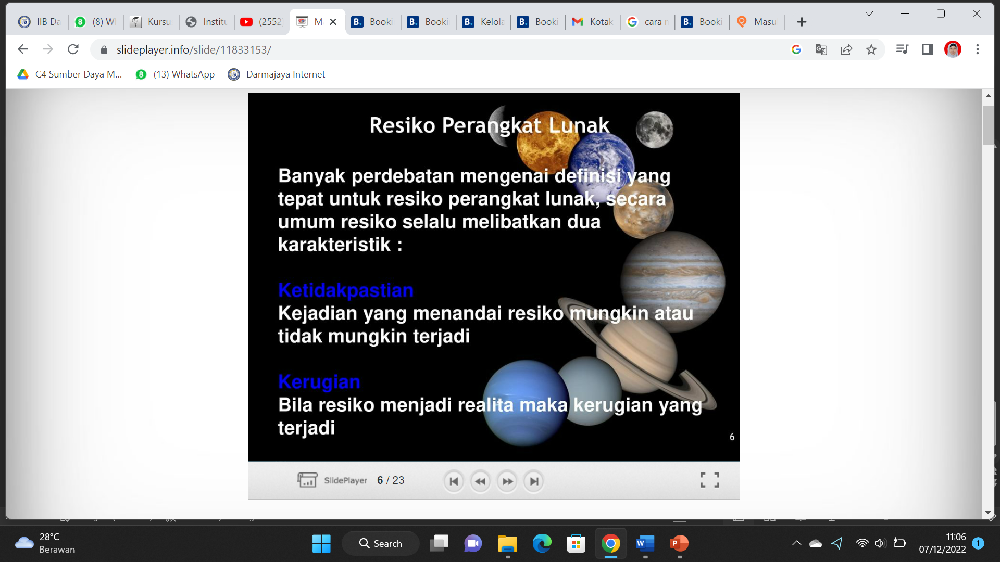 IIB Da
(8) W
Kursu
Institu
(2552
M
Booki
Booki
Kelola
Booki
Kotak
cara
Booki
Masu
slideplayer.info/slide/11833153/
C4 Sumber Daya M...
(13) WhatsApp
Darmajaya Internet
Resiko Perangkat Lunak
Banyak perdebatan mengenai definisi yang
tepat untuk resiko perangkat lunak, secara
umum resiko selalu melibatkan dua
karakteristik :
Ketidakpastian
Kejadian yang menandai resiko mungkin atau
tidak mungkin terjadi
Kerugian
Bila resiko menjadi realita maka kerugian yang
terjadi
6
SlidePlayer 6 / 23
28°C
Berawan
Search
11:06
07/12/2022
1